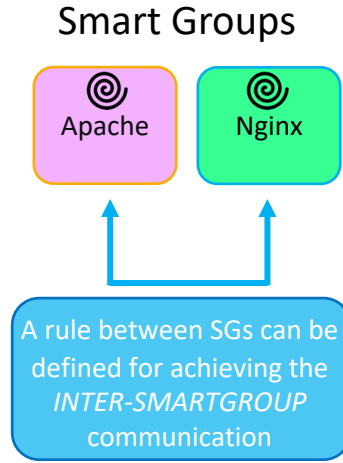 Smart Groups
Apache
Nginx
A rule between SGs can be
defined for achieving the
INTER-SMARTGROUP
communication